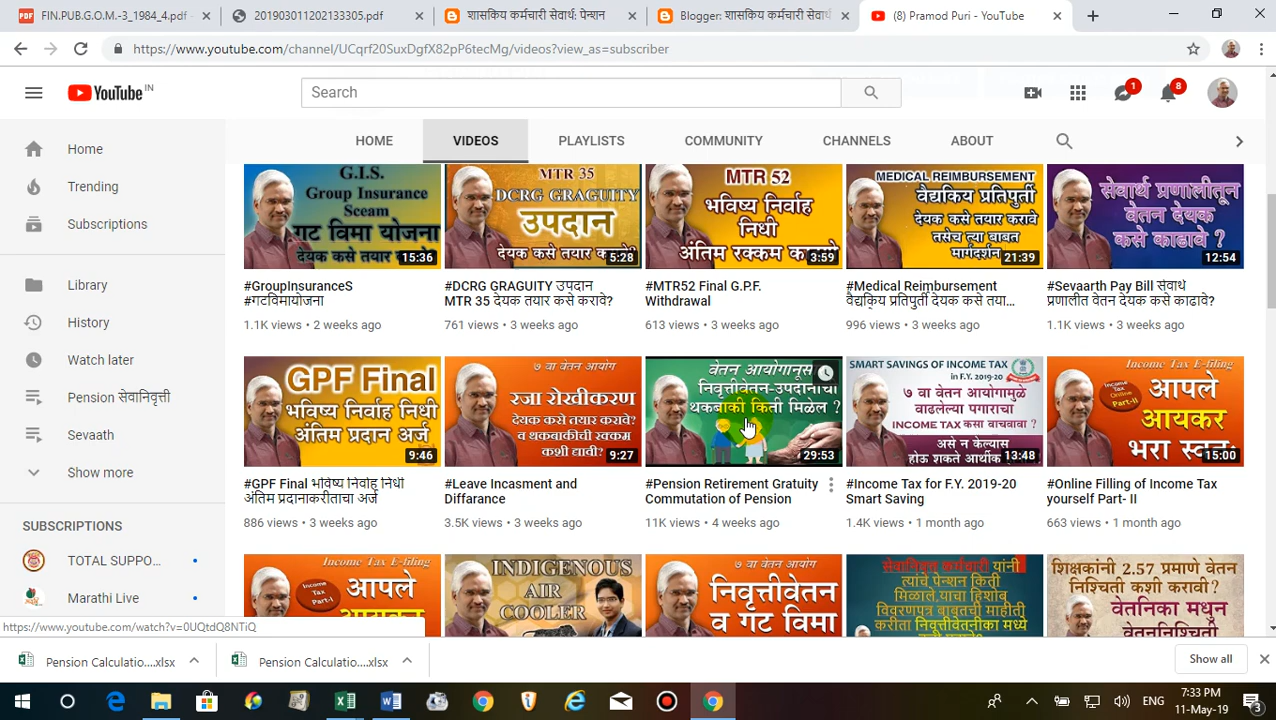 FIN.PUB.G.O.M.-3_1984_4.pdf -
201903011202133305.pdf
शासकिय कर्मचारी सेवार्थ: पेन्शन
Blogger: शासकिय कर्मचारी सेवार्थ
(8) Pramod Puri - YouTube
https://www.youtube.com/channel/UCqrf20SuxDgfX82pP6tecMg/videos?view_as=subscriber
YouTube IN
Search
1
8
HOME
VIDEOS
PLAYLISTS
COMMUNITY
CHANNELS
ABOUT
Home
Trending
Subscriptions
Library
History
Watch later
Pension सेवानिवृत्ती
Sevaath
Show more
SUBSCRIPTIONS
TOTAL SUPPO...
Marathi Live
G.I.S.
Group Insurance
Sceam
गट विमा योजना
देयक कसे तयार
15:36
#GroupInsuranceS
#गटविमायोजना
1.1K views • 2 weeks ago
MTR 35
DCRG GRAGUITY
उपदान
देयक कसे तयार
5:28
#DCRG GRAGUITY उपदान
MTR 35 देयक तयार कसे करावे?
761 views • 3 weeks ago
MTR 52
भविष्य निर्वाह
निधी
अंतिम रक्कम
3:59
#MTR52 Final G.P.F.
Withdrawal
613 views • 3 weeks ago
MEDICAL REIMBURSEMENT
वैद्यकिय प्रतिपुर्ती
देयक कसे तयार करावे
तसेच त्या बाबत
मार्गदर्शन
21:39
#Medical Reimbursement
वैद्यकिय प्रतिपुर्ती देयक कसे तया...
996 views • 3 weeks ago
सेवार्थ प्रणालीतून
वेतन देयक
कसे काढावे ?
12:54
#Sevaarth Pay Bill सेवार्थ
प्रणालीत वेतन देयक कसे काढावे?
1.1K views • 3 weeks ago
GPF Final
भविष्य निर्वाह निधी
अंतिम प्रदान अर्ज
9:46
#GPF Final भविष्य निर्वाह निधी
अंतिम प्रदानाकरीताचा अर्ज
886 views • 3 weeks ago
७ वा वेतन आयोग
रजा रोखीकरण
देयक कसे तयार करावे?
व थकबाकीची रक्कम
कशी द्यावी?
9:27
#Leave Incasment and
Diffarance
3.5K views • 3 weeks ago
वेतन आयोगानूस
निवृत्तीवेतन-उपदानाची
थकबाकी किती मिळेल ?
29:53
#Pension Retirement Gratuity
Commutation of Pension
11K views • 4 weeks ago
SMART SAVINGS OF INCOME TAX
in F.Y. 2019-20
७ वा वेतन आयोगामुळे
वाढलेल्या पगाराचा
INCOME TAX कसा वाचवावा ?
असे न केल्यास
होऊ शकते आर्थिक
13:48
#Income Tax for F.Y. 2019-20
Smart Saving
1.4K views • 1 month ago
Income Tax E-filing
Income Tax Online Part-II
आपले
आयकर
भरा स्वतः
15:00
#Online Filling of Income Tax
yourself Part- II
663 views • 1 month ago
Income Tax E-filing
Income Tax Part-I
आपले
आयकर
INDIGENOUS
AIR
COOLER
७ वा वेतन आयोग
निवृत्तीवेतन
व गट विमा
सेवानिवृत्त कर्मचारी यांनी
त्यांचे पेन्शन किती
मिळाले.याचा हिशोब
विवरणपत्र बाबतची माहीती
करीता निवृत्तीवेतनीका मध्ये
शिक्षकांनी 2.57 प्रमाणे वेतन
निश्चिती कशी करावी?
वेतनिका मधुन
वेतननिश्चिती
https://www.youtube.com/watch?v=0UQtdQ8NTiQ
Pension Calculatio....xlsx
Pension Calculatio....xlsx
Show all
ENG
7:33 PM
11-May-19
3